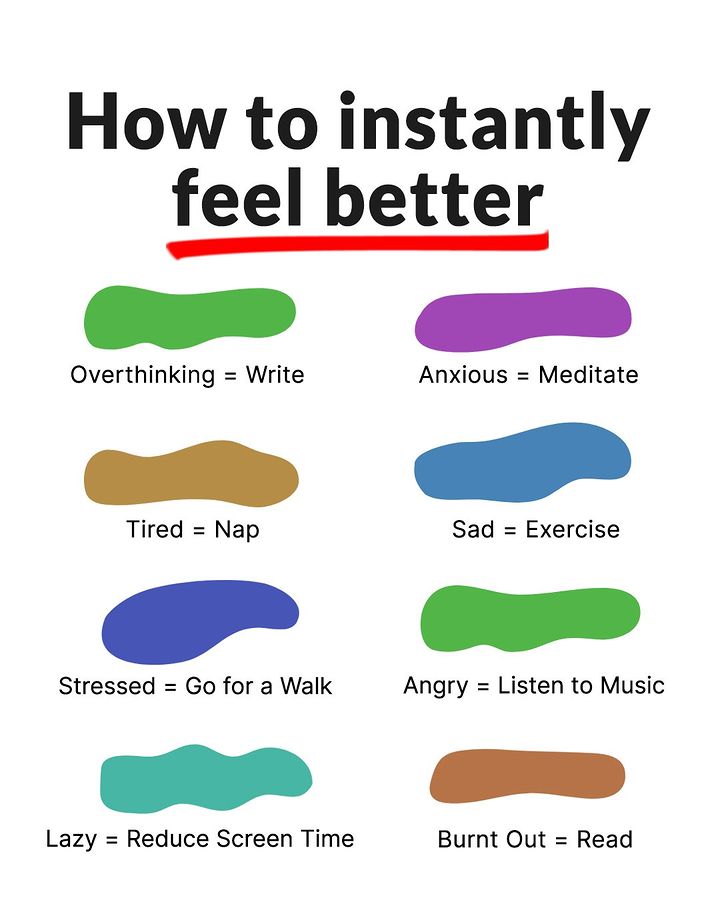 How to instantly
feel better
Overthinking = Write
Anxious = Meditate
Tired = Nap
Sad = Exercise
Stressed = Go for a Walk
Angry = Listen to Music
Lazy = Reduce Screen Time
Burnt Out = Read